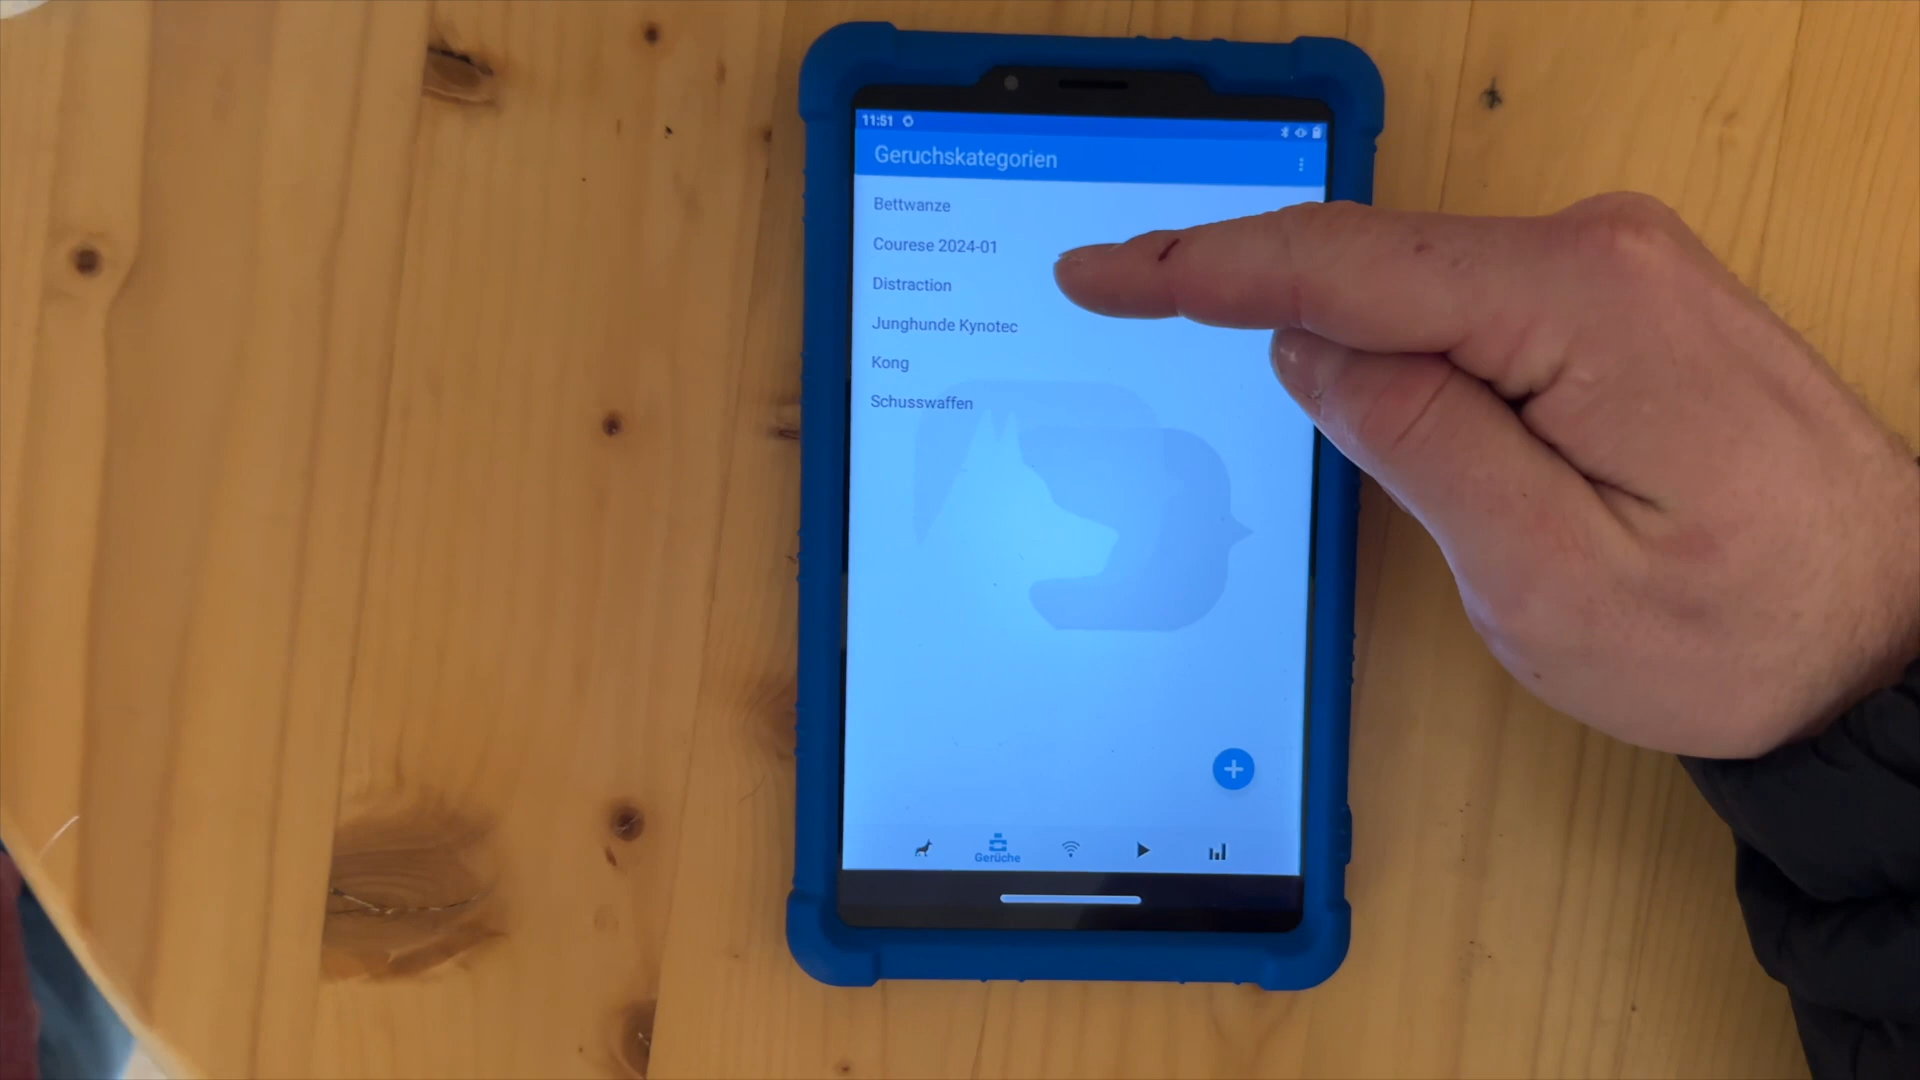 11:51
Geruchskategorien
Bettwanze
Courese 2024-01
Distraction
Junghunde Kynotec
Kong
Schusswaffen
Gerüche